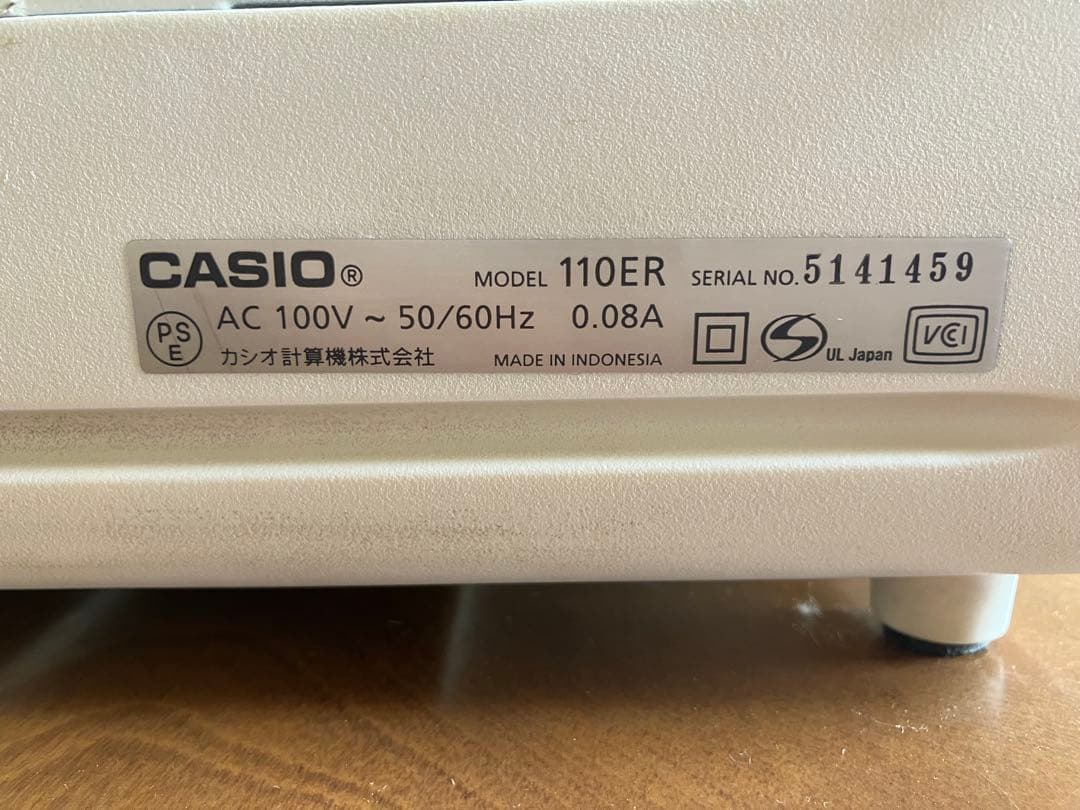 CASIO® MODEL 110ER SERIAL NO. 5141459
PSE AC 100V ~ 50/60Hz 0.08A
カシオ計算機株式会社 MADE IN INDONESIA
S UL Japan VCI